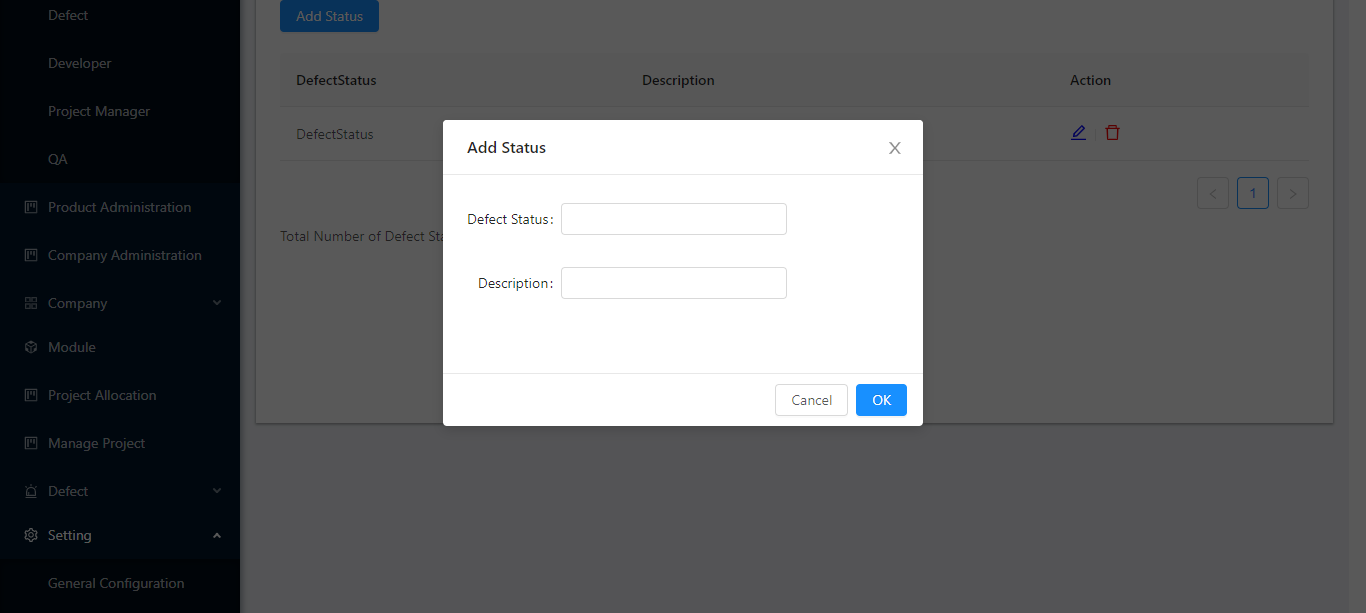 Defect
Developer
Project Manager
QA
Product Administration
Company Administration
Company
Module
Project Allocation
Manage Project
Defect
Setting
General Configuration
Add Status
DefectStatus Description Action
DefectStatus
1
Total Number of Defect Sta
Add Status
Defect Status:
Description:
Cancel OK